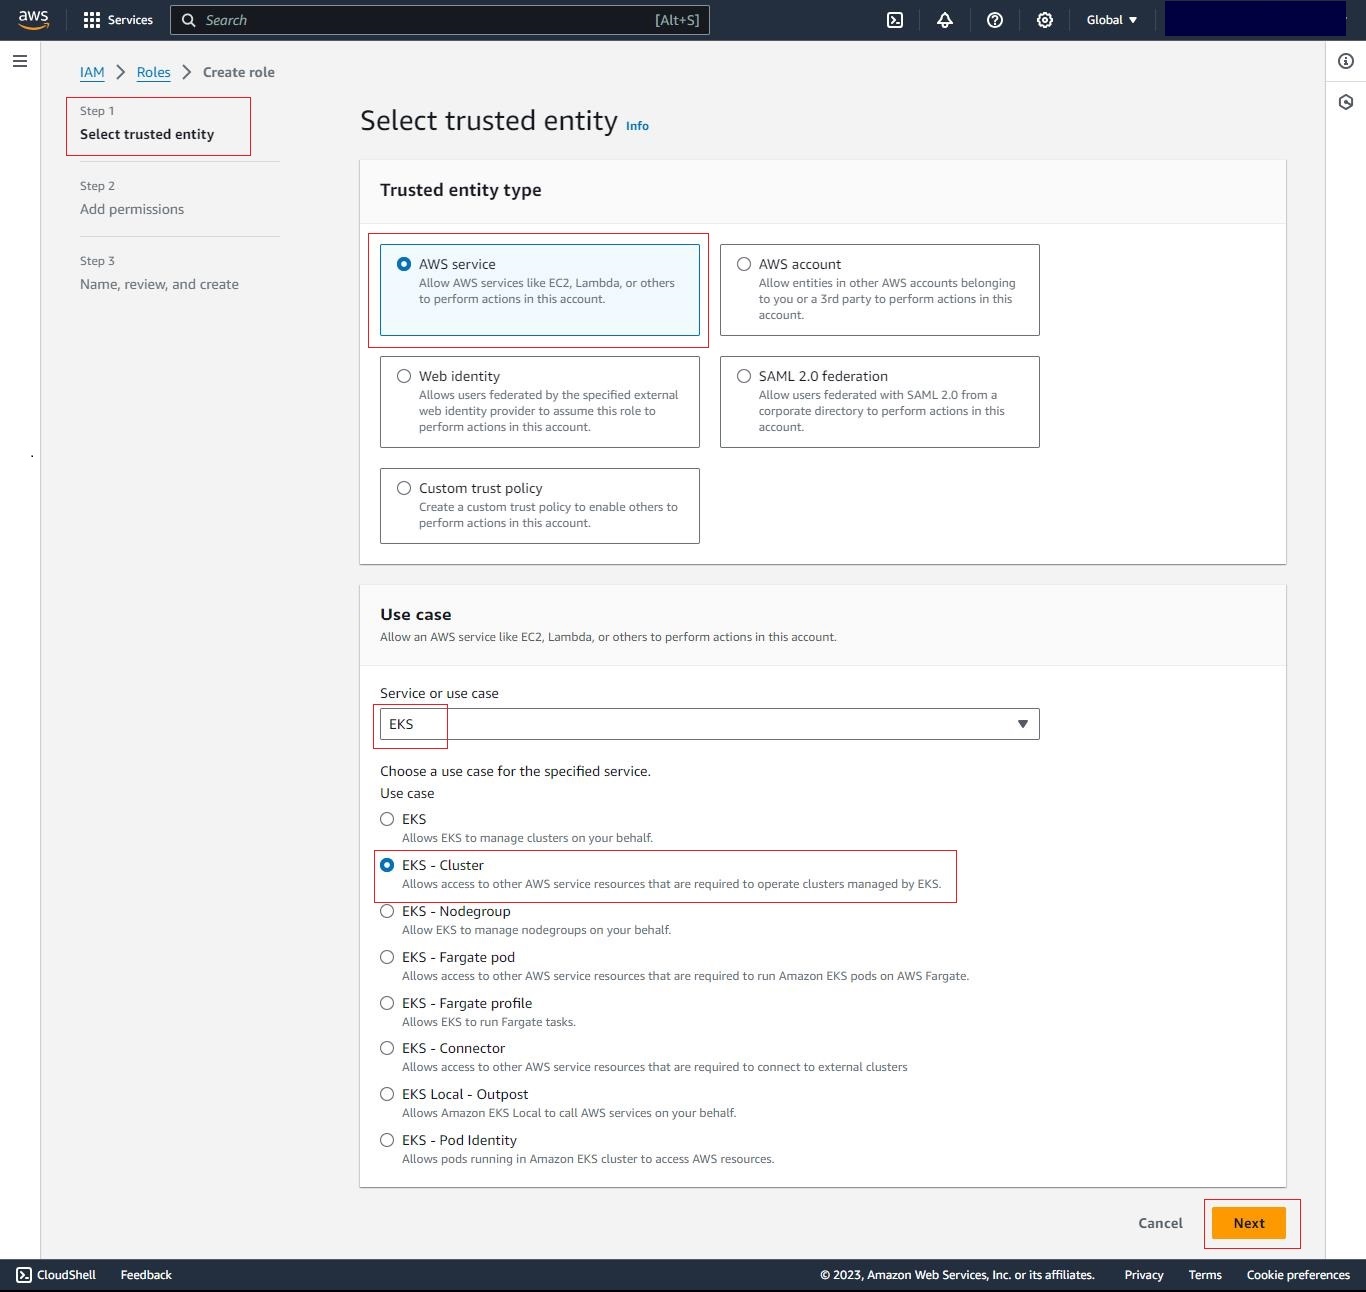 aws
Services
Search
[Alt+S]
Global
IAM
Roles
Create role
Step 1
Select trusted entity
Step 2
Add permissions
Step 3
Name, review, and create
Select trusted entity
Info
Trusted entity type
AWS service
Allow AWS services like EC2, Lambda, or others
to perform actions in this account.
AWS account
Allow entities in other AWS accounts belonging
to you or a 3rd party to perform actions in this
account.
Web identity
Allows users federated by the specified external
web identity provider to assume this role to
perform actions in this account.
SAML 2.0 federation
Allow users federated with SAML 2.0 from a
corporate directory to perform actions in this
account.
Custom trust policy
Create a custom trust policy to enable others to
perform actions in this account.
Use case
Allow an AWS service like EC2, Lambda, or others to perform actions in this account.
Service or use case
EKS
Choose a use case for the specified service.
Use case
EKS
Allows EKS to manage clusters on your behalf.
EKS - Cluster
Allows access to other AWS service resources that are required to operate clusters managed by EKS.
EKS - Nodegroup
Allow EKS to manage nodegroups on your behalf.
EKS - Fargate pod
Allows access to other AWS service resources that are required to run Amazon EKS pods on AWS Fargate.
EKS - Fargate profile
Allows EKS to run Fargate tasks.
EKS - Connector
Allows access to other AWS service resources that are required to connect to external clusters
EKS Local - Outpost
Allows Amazon EKS Local to call AWS services on your behalf.
EKS - Pod Identity
Allows pods running in Amazon EKS cluster to access AWS resources.
Cancel
Next
CloudShell
Feedback
© 2023, Amazon Web Services, Inc. or its affiliates.
Privacy
Terms
Cookie preferences